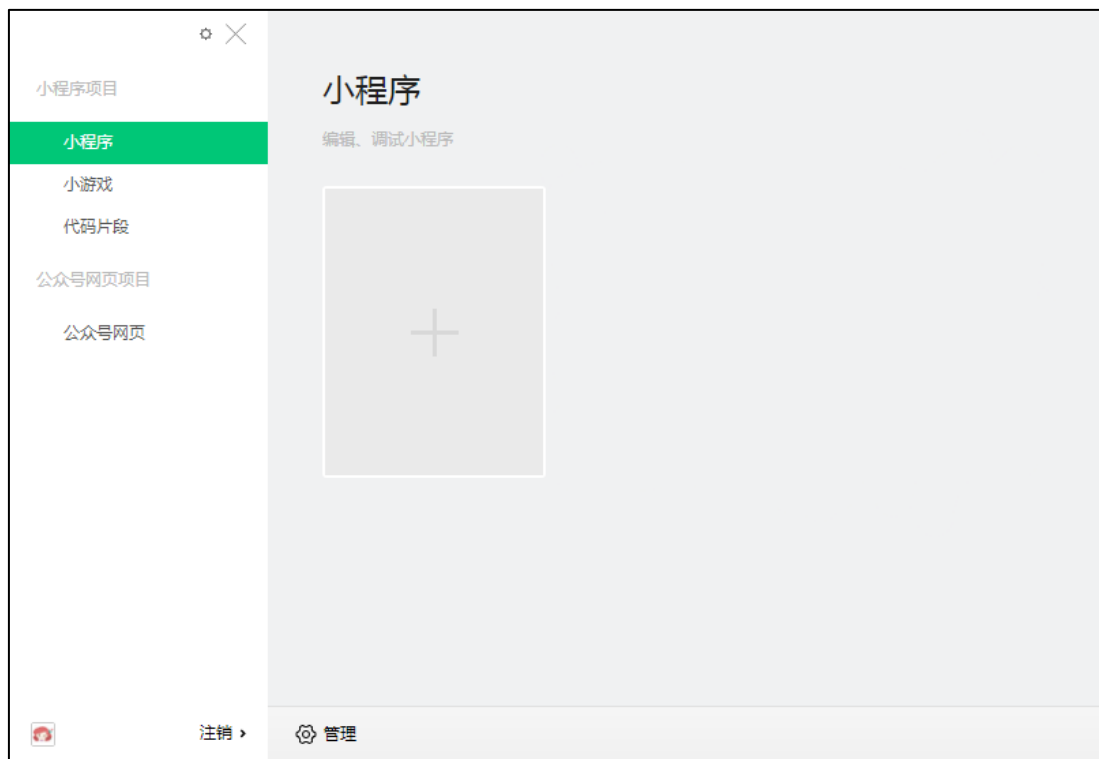 小程序项目
小程序
小游戏
代码片段
公众号网页项目
公众号网页
注销
小程序
编辑、调试小程序
管理